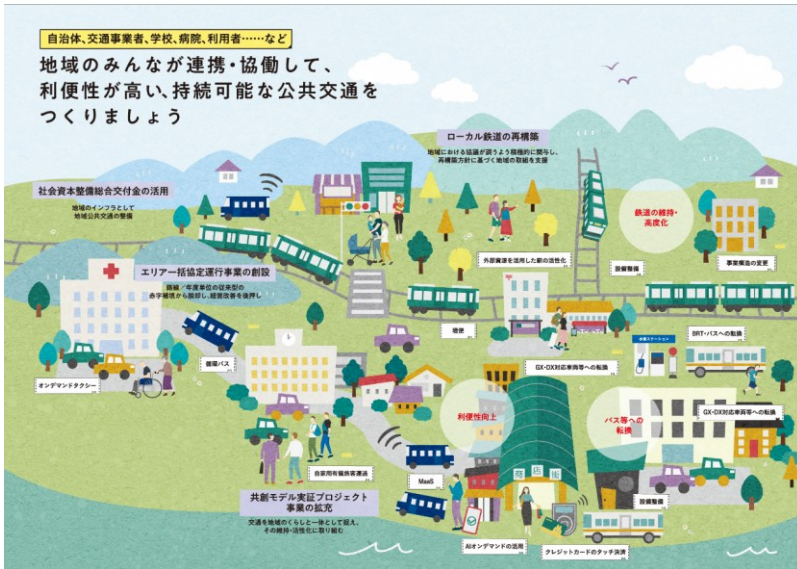 自治体、交通事業者、学校、病院、利用者……など
地域のみんなが連携・協働して、
利便性が高い、持続可能な公共交通を
つくりましょう
ローカル鉄道の再構築
地域における協議が調うよう積極的に関与し、
再構築方針に基づく地域の取組を支援
社会資本整備総合交付金の活用
地域のインフラとして
地域公共交通の整備
鉄道の維持・
高度化
外部資源を活用した駅の活性化
設備整備
事業構造の変更
エリア一括協定運行事業の創設
路線／年度単位の従来型の
赤字補填から脱却し、経営改善を後押し
増便
BRT・バスへの転換
循環バス
オンデマンドタクシー
GX・DX対応車両等への転換
水素ステーション
利便性向上
バス等への
転換
GX・DX対応車両等への転換
自家用有償旅客運送
MaaS
商店街
設備整備
共創モデル実証プロジェクト
事業の拡充
交通を地域のくらしと一体として捉え、
その維持・活性化に取り組む
AIオンデマンドの活用
クレジットカードのタッチ決済